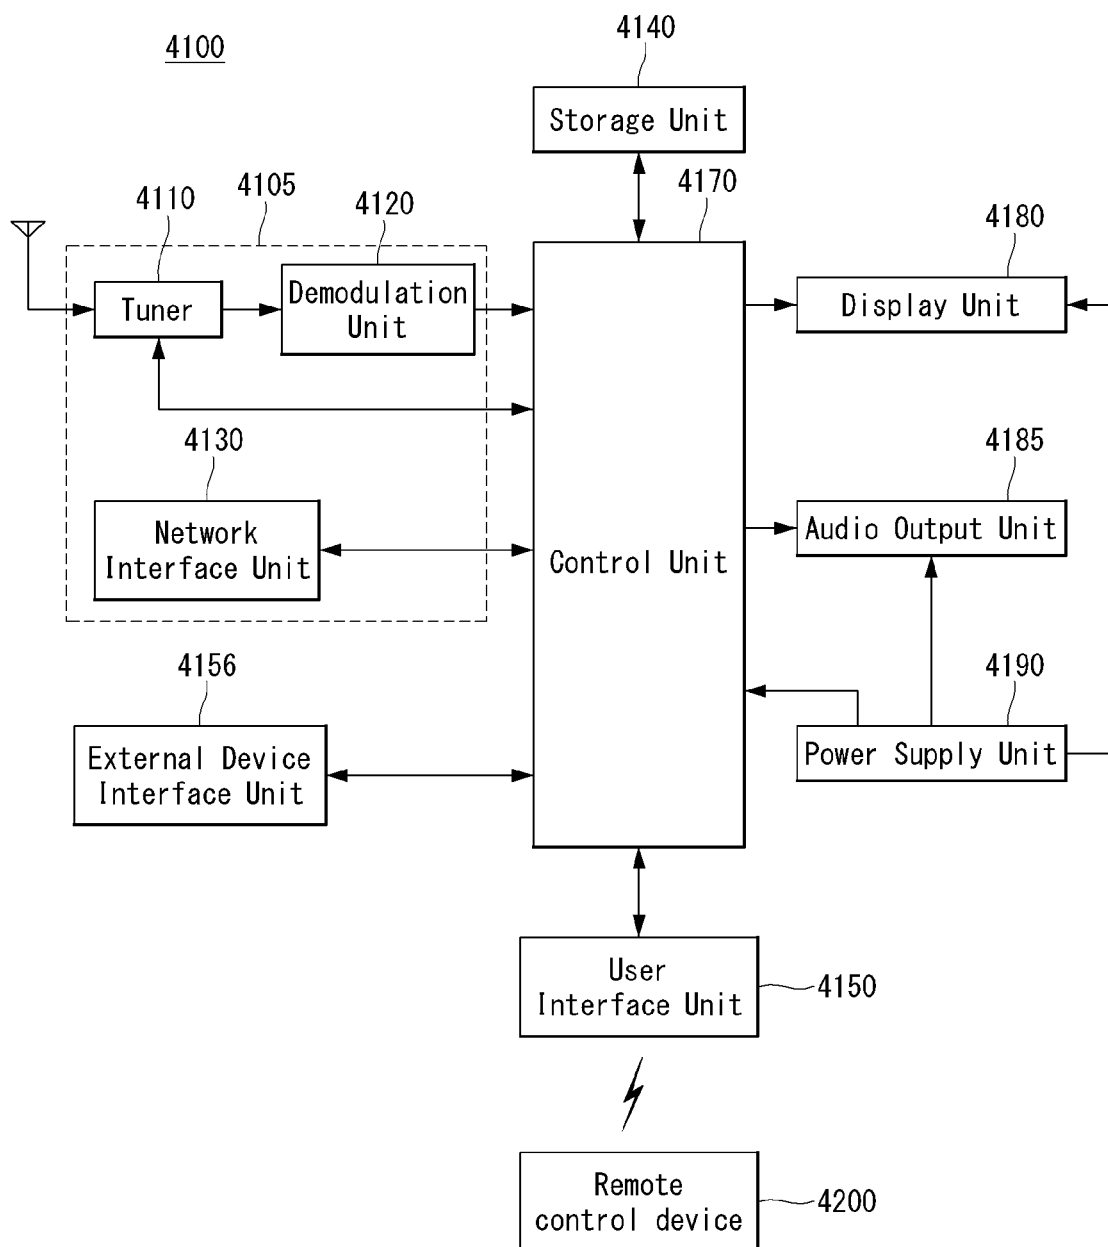 4100
4140
Storage Unit
4170
4105
4110
4120
4180
Tuner
Demodulation
Unit
Display Unit
4130
4185
Network
Interface Unit
Control Unit
Audio Output Unit
4156
4190
External Device
Interface Unit
Power Supply Unit
User
Interface Unit
4150
Remote
control device
4200